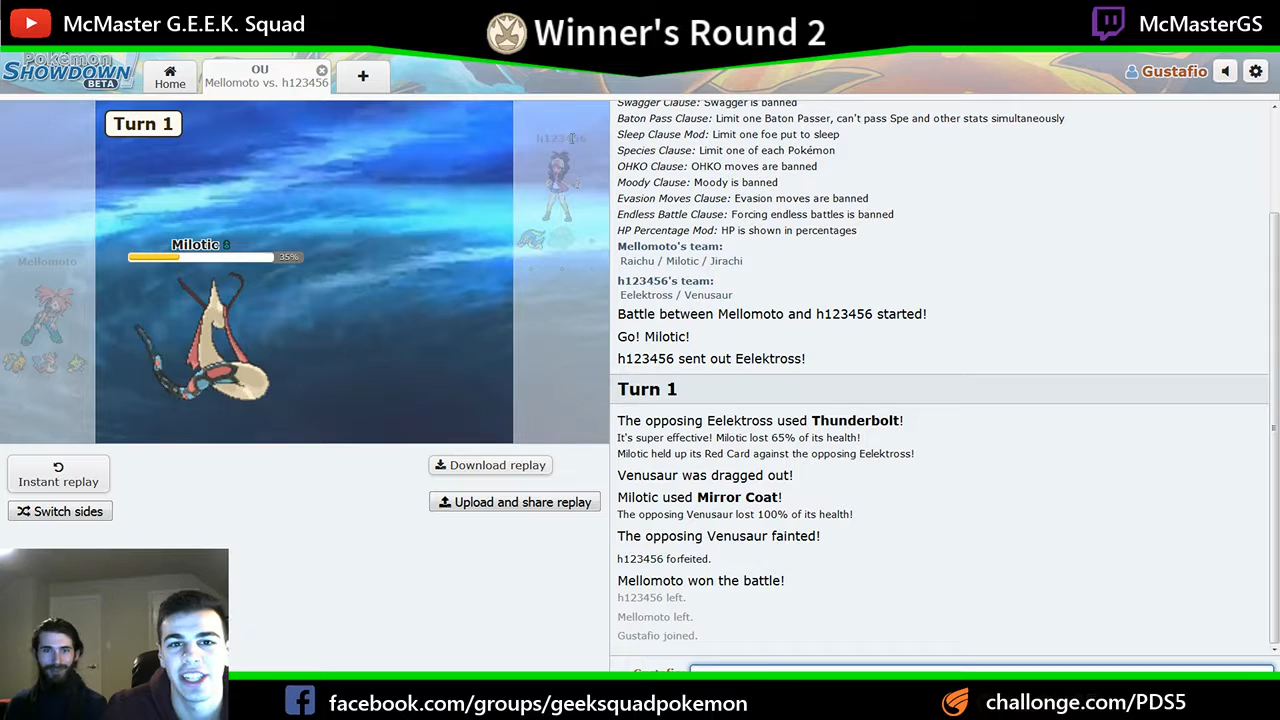 McMaster G.E.E.K. Squad
Winner's Round 2
McMasterGS
Pokémon
SHOWDOWN
BETA
Home
OU
Mellomoto vs. h123456
+
Gustafio
Turn 1
h123456
Milotic
35%
Mellomoto
Swagger Clause: Swagger is banned
Baton Pass Clause: Limit one Baton Passer, can't pass Spe and other stats simultaneously
Sleep Clause Mod: Limit one foe put to sleep
Species Clause: Limit one of each Pokémon
OHKO Clause: OHKO moves are banned
Moody Clause: Moody is banned
Evasion Moves Clause: Evasion moves are banned
Endless Battle Clause: Forcing endless battles is banned
HP Percentage Mod: HP is shown in percentages
Mellomoto's team:
Raichu / Milotic / Jirachi
h123456's team:
Eelektross / Venusaur
Battle between Mellomoto and h123456 started!
Go! Milotic!
h123456 sent out Eelektross!
Turn 1
The opposing Eelektross used Thunderbolt!
It's super effective! Milotic lost 65% of its health!
Milotic held up its Red Card against the opposing Eelektross!
Venusaur was dragged out!
Milotic used Mirror Coat!
The opposing Venusaur lost 100% of its health!
The opposing Venusaur fainted!
h123456 forfeited.
Mellomoto won the battle!
h123456 left.
Mellomoto left.
Gustafio joined.
Instant replay
Switch sides
Download replay
Upload and share replay
facebook.com/groups/geeksquadpokemon
challonge.com/PDS5